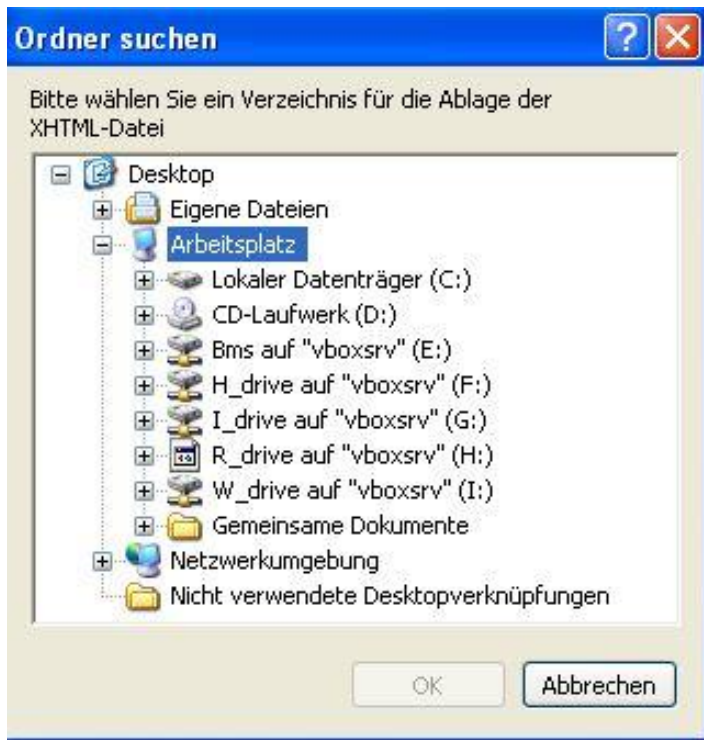 Ordner suchen
Bitte wählen Sie ein Verzeichnis für die Ablage der
XHTML-Datei
Desktop
Eigene Dateien
Arbeitsplatz
Lokaler Datenträger (C:)
CD-Laufwerk (D:)
Bms auf "vboxsrv" (E:)
H_drive auf "vboxsrv" (F:)
I_drive auf "vboxsrv" (G:)
R_drive auf "vboxsrv" (H:)
W_drive auf "vboxsrv" (I:)
Gemeinsame Dokumente
Netzwerkumgebung
Nicht verwendete Desktopverknüpfungen
OK Abbrechen